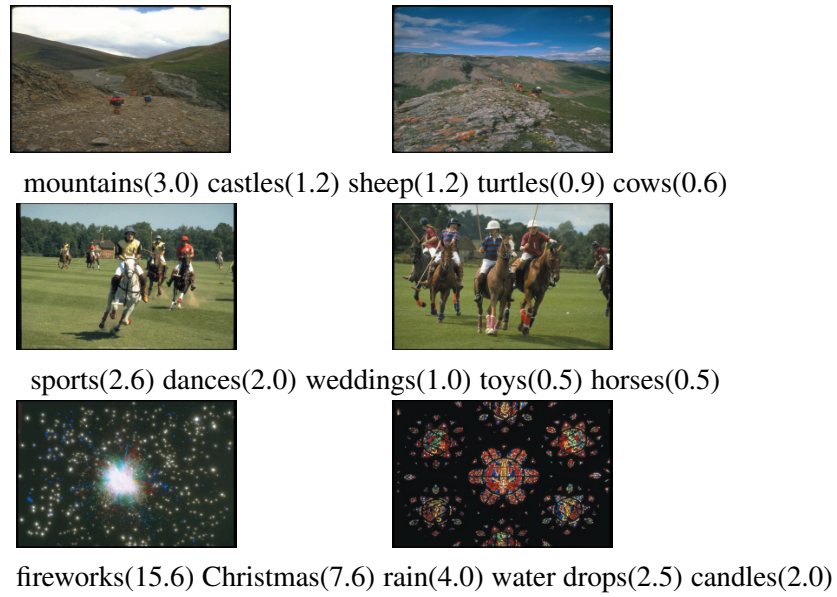 mountains(3.0) castles(1.2) sheep(1.2) turtles(0.9) cows(0.6)
sports(2.6) dances(2.0) weddings(1.0) toys(0.5) horses(0.5)
fireworks(15.6) Christmas(7.6) rain(4.0) water drops(2.5) candles(2.0)